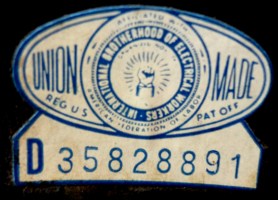 AFFILIATED WITH
INTERNATIONAL BROTHERHOOD OF ELECTRICAL WORKERS
UNION MADE
REG U S PAT OFF
AMERICAN FEDERATION OF LABOR
D 35828891